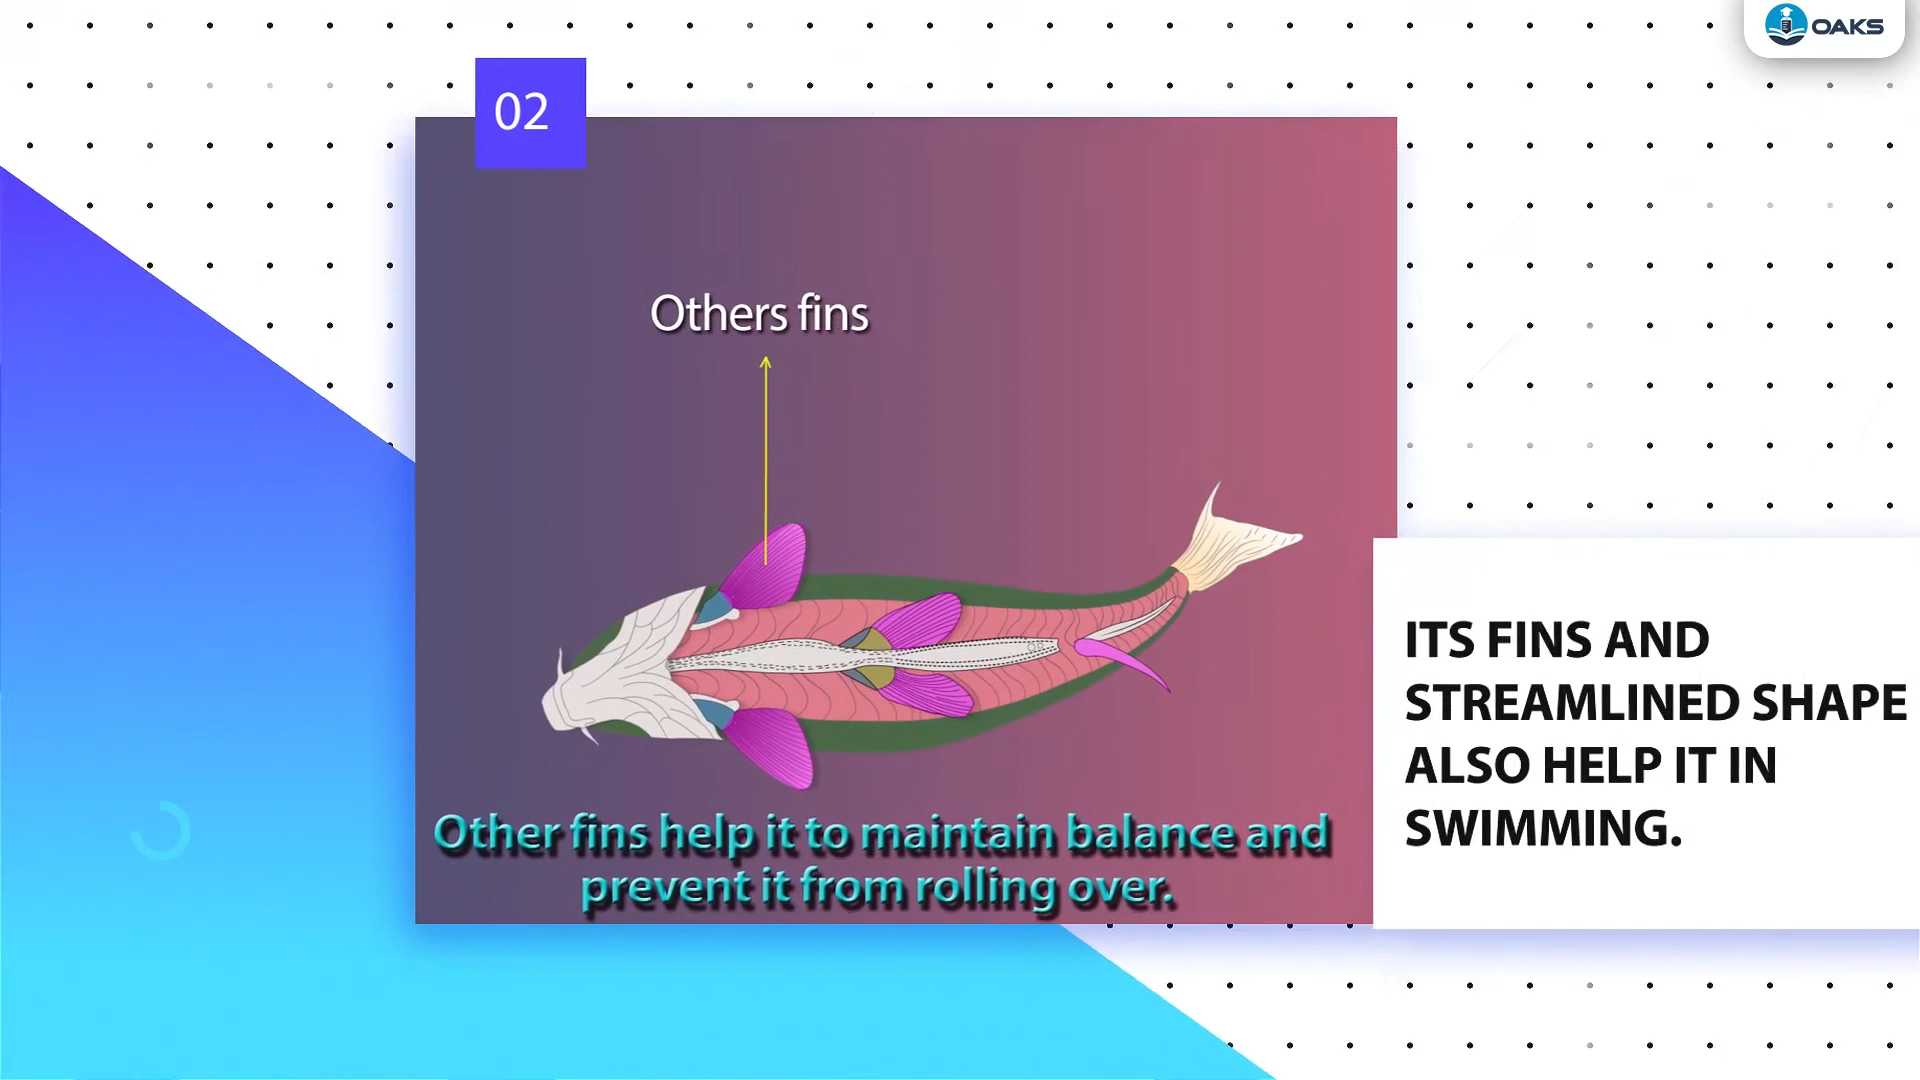 OAKS
02
Others fins
Other fins help it to maintain balance and
prevent it from rolling over.
ITS FINS AND
STREAMLINED SHAPE
ALSO HELP IT IN
SWIMMING.